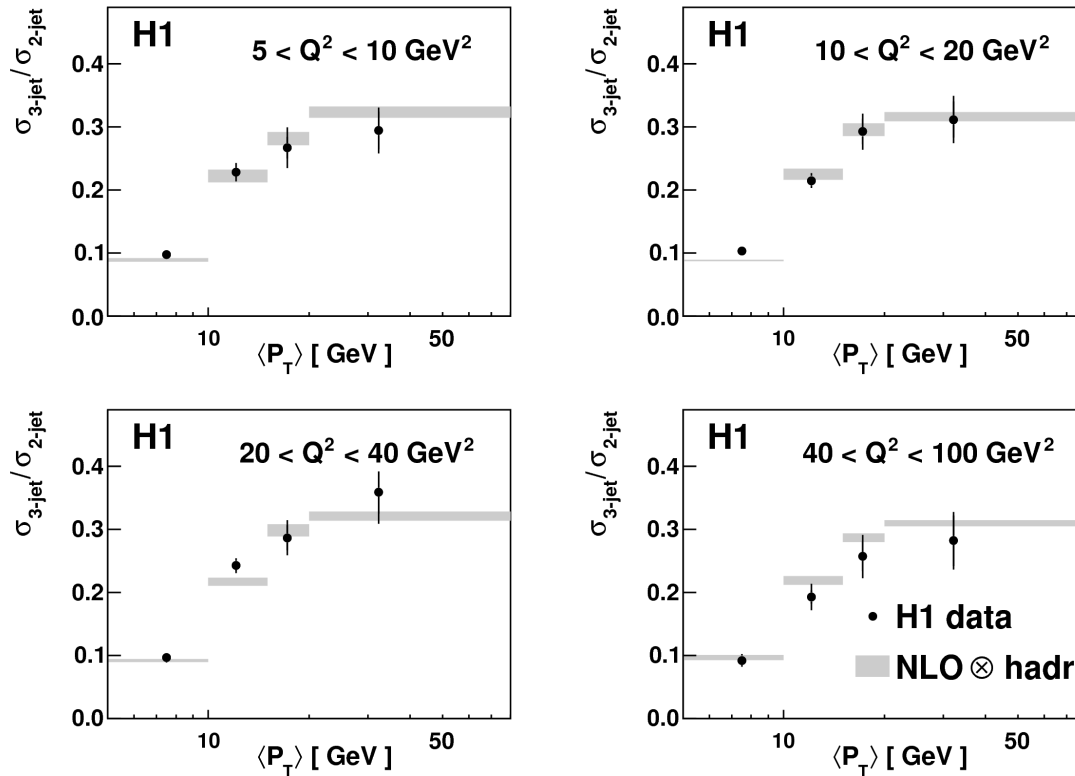 H1
5 < Q² < 10 GeV²
σ3-jet/σ2-jet
0.4
0.3
0.2
0.1
0.0
10
50
⟨P_T⟩ [ GeV ]
H1
10 < Q² < 20 GeV²
σ3-jet/σ2-jet
0.4
0.3
0.2
0.1
0.0
10
50
⟨P_T⟩ [ GeV ]
H1
20 < Q² < 40 GeV²
σ3-jet/σ2-jet
0.4
0.3
0.2
0.1
0.0
10
50
⟨P_T⟩ [ GeV ]
H1
40 < Q² < 100 GeV²
σ3-jet/σ2-jet
0.4
0.3
0.2
0.1
0.0
H1 data
NLO ⊗ hadr
10
50
⟨P_T⟩ [ GeV ]